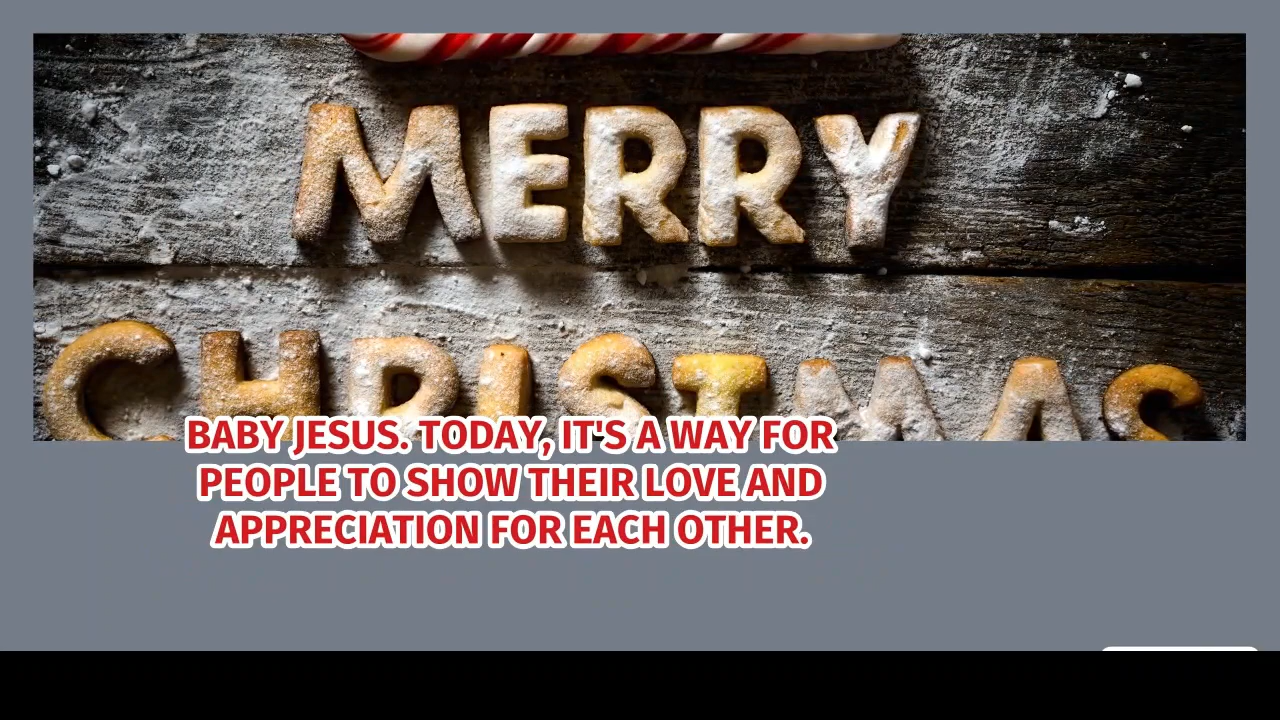 MERRY
CHRISTMAS
BABY JESUS. TODAY, IT'S A WAY FOR
PEOPLE TO SHOW THEIR LOVE AND
APPRECIATION FOR EACH OTHER.